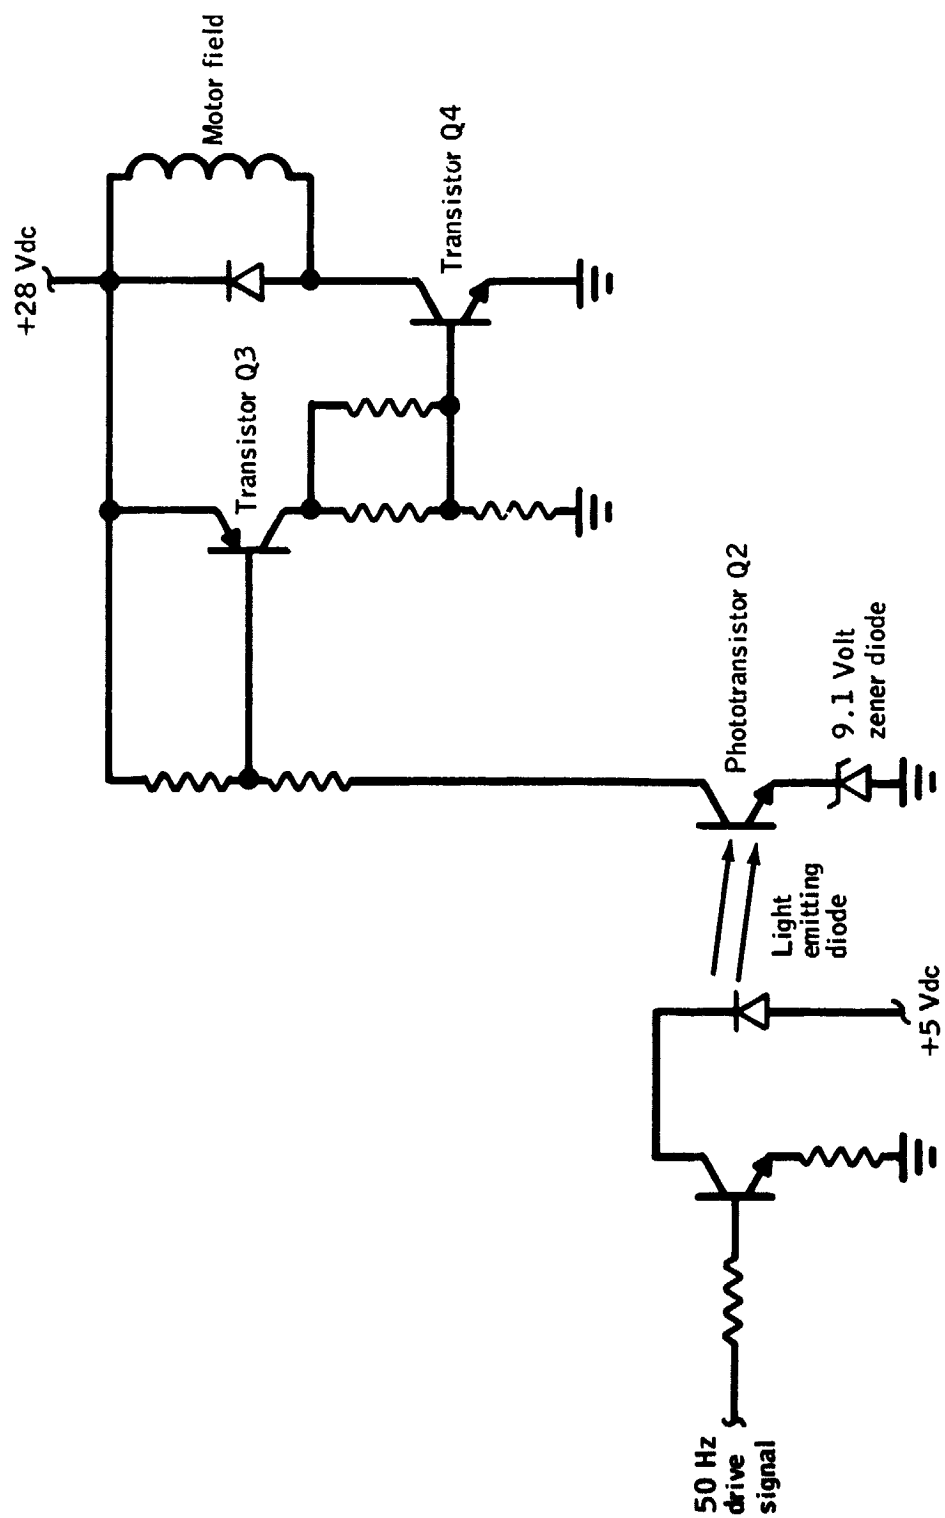 +28 Vdc
Motor field
Transistor Q3
Transistor Q4
Phototransistor Q2
9.1 Volt
zener diode
Light
emitting
diode
+5 Vdc
50 Hz
drive
signal